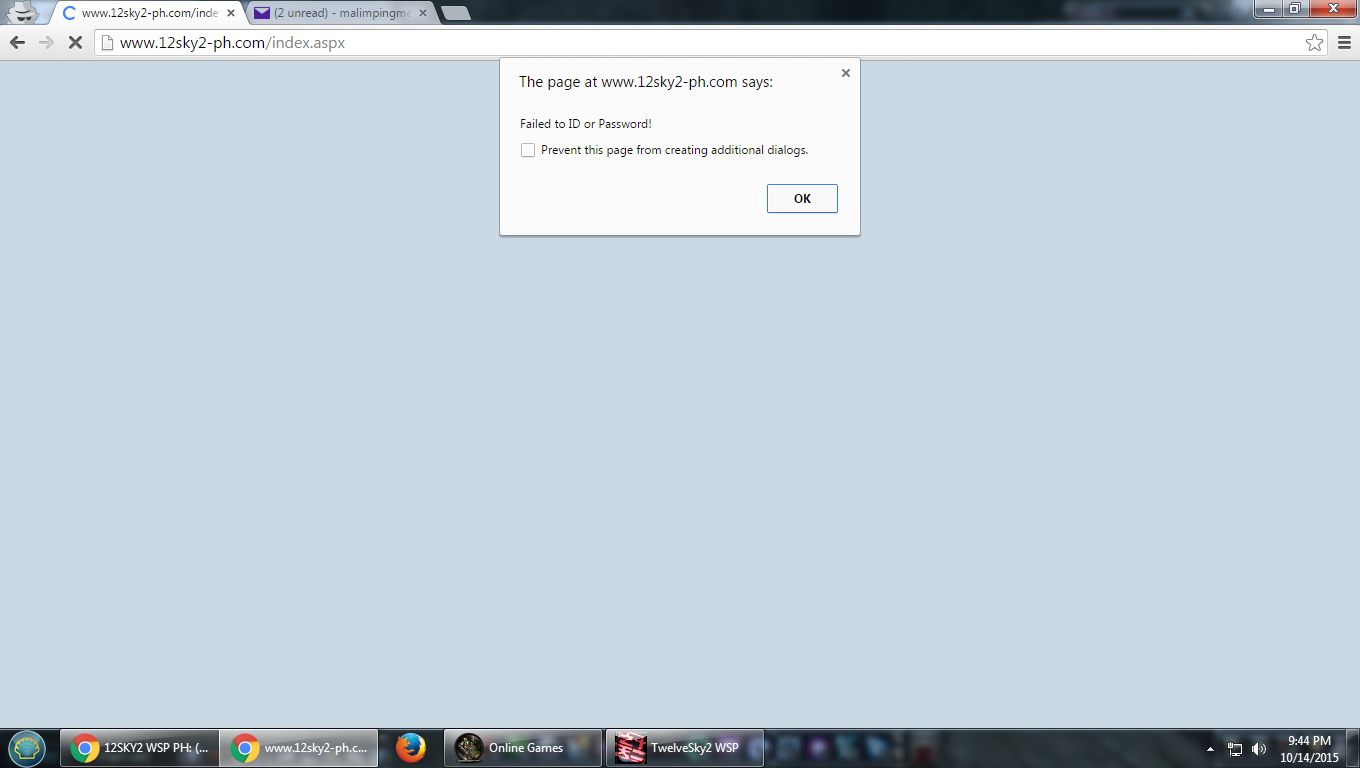 www.12sky2-ph.com/inde
(2 unread) - malimpingme
www.12sky2-ph.com/index.aspx
The page at www.12sky2-ph.com says:
Failed to ID or Password!
Prevent this page from creating additional dialogs.
OK
12SKY2 WSP PH: (...
www.12sky2-ph.c...
Online Games
TwelveSky2 WSP
9:44 PM
10/14/2015